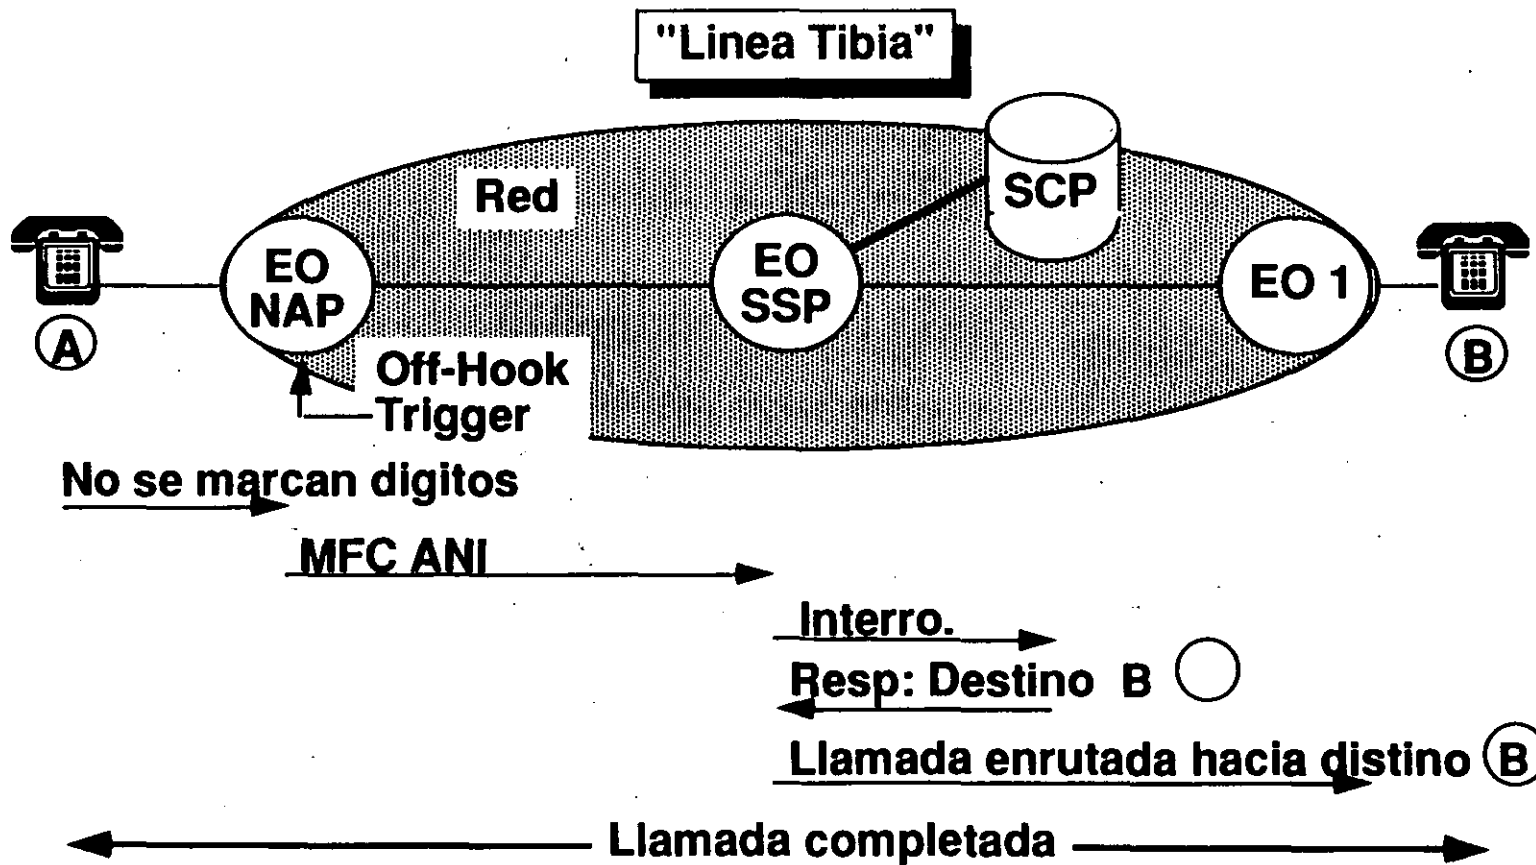 "Linea Tibia"
Red
SCP
EO
NAP
EO
SSP
EO 1
A
B
Off-Hook
Trigger
No se marcan digitos
MFC ANI
Interro.
Resp: Destino B
Llamada enrutada hacia distino B
Llamada completada